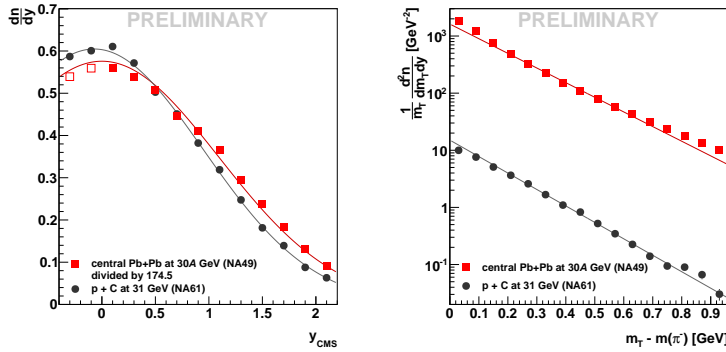 dn/dy
PRELIMINARY
0.7
0.6
0.5
0.4
0.3
0.2
0.1
0
0
0.5
1
1.5
2
y_CMS
central Pb+Pb at 30A GeV (NA49)
divided by 174.5
p + C at 31 GeV (NA61)
1/m_T d²n/dm_Tdy [GeV⁻²]
PRELIMINARY
10³
10²
10
1
10⁻¹
0
0.1
0.2
0.3
0.4
0.5
0.6
0.7
0.8
0.9
m_T - m(π⁻) [GeV]
central Pb+Pb at 30A GeV (NA49)
p + C at 31 GeV (NA61)